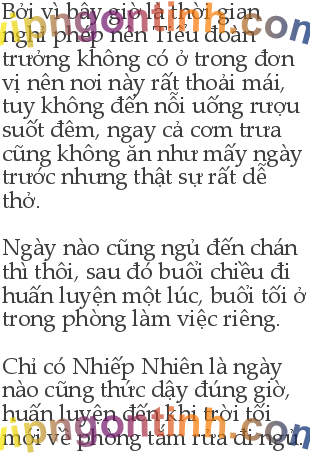 Bởi vì bây giờ là thời gian
nghỉ phép nên Tiểu đoàn
trưởng không có ở trong đơn
vị nên nơi này rất thoải mái,
tuy không đến nỗi uống rượu
suốt đêm, ngay cả cơm trưa
cũng không ăn như mấy ngày
trước nhưng thật sự rất dễ
thở.
Ngày nào cũng ngủ đến chán
thì thôi, sau đó buổi chiều đi
huấn luyện một lúc, buổi tối ở
trong phòng làm việc riêng.
Chỉ có Nhiếp Nhiên là ngày
nào cũng thức dậy đúng giờ,
huấn luyện đến khi trời tối
mới về phòng tắm rửa đi ngủ.
vipngontinh.com
vipngontinh.com